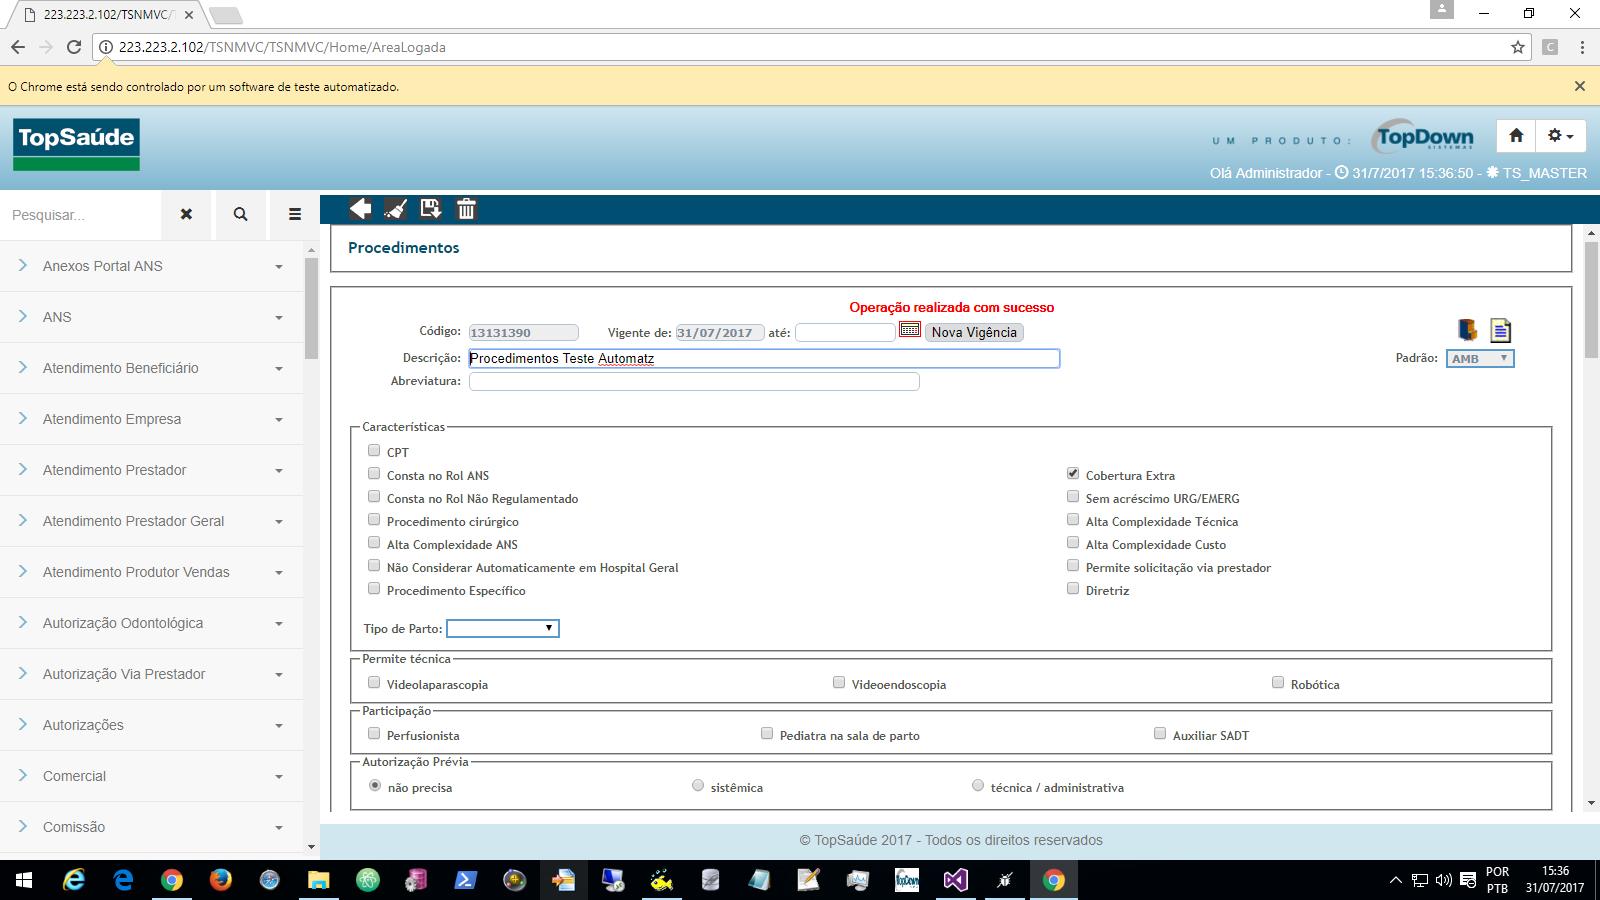 223.223.2.102/TSNMVC/T
223.223.2.102/TSNMVC/TSNMVC/Home/AreaLogada
C
O Chrome está sendo controlado por um software de teste automatizado.
TopSaúde
UM PRODUTO:
TopDown
SISTEMAS
Olá Administrador - 31/7/2017 15:36:50 - TS_MASTER
Pesquisar...
Anexos Portal ANS
ANS
Atendimento Beneficiário
Atendimento Empresa
Atendimento Prestador
Atendimento Prestador Geral
Atendimento Produtor Vendas
Autorização Odontológica
Autorização Via Prestador
Autorizações
Comercial
Comissão
Procedimentos
Operação realizada com sucesso
Código: 13131390 Vigente de: 31/07/2017 até: Nova Vigência
Descrição: Procedimentos Teste Automatz Padrão: AMB
Abreviatura:
Características
CPT
Consta no Rol ANS Cobertura Extra
Consta no Rol Não Regulamentado Sem acréscimo URG/EMERG
Procedimento cirúrgico Alta Complexidade Técnica
Alta Complexidade ANS Alta Complexidade Custo
Não Considerar Automaticamente em Hospital Geral Permite solicitação via prestador
Procedimento Específico Diretriz
Tipo de Parto:
Permite técnica
Videolaparascopia Videoendoscopia Robótica
Participação
Perfusionista Pediatra na sala de parto Auxiliar SADT
Autorização Prévia
não precisa sistêmica técnica / administrativa
© TopSaúde 2017 - Todos os direitos reservados
TopDown
POR
PTB
15:36
31/07/2017